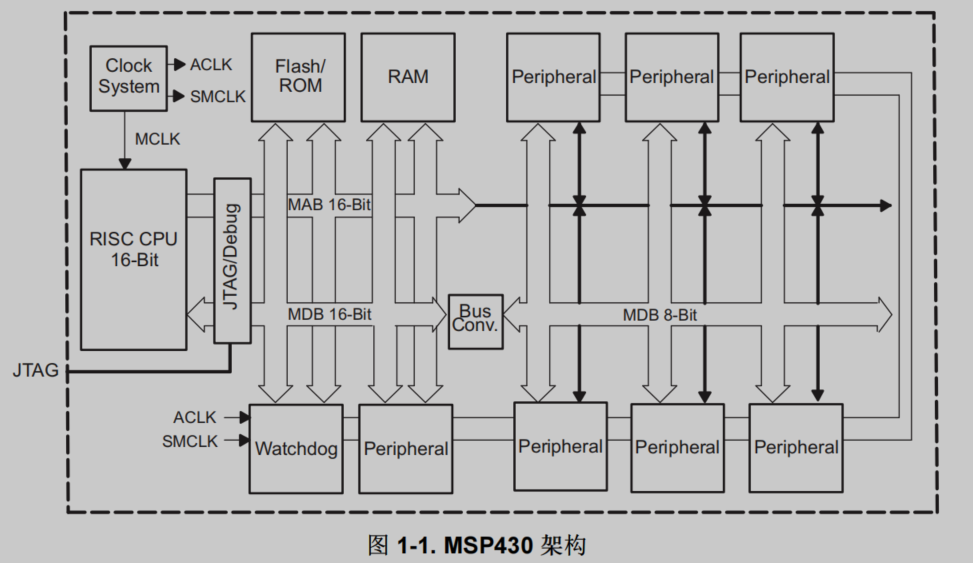 Clock
System
ACLK
SMCLK
MCLK
Flash/
ROM
RAM
Peripheral
Peripheral
Peripheral
RISC CPU
16-Bit
JTAG/Debug
MAB 16-Bit
MDB 16-Bit
Bus
Conv.
MDB 8-Bit
JTAG
ACLK
SMCLK
Watchdog
Peripheral
Peripheral
Peripheral
Peripheral
图 1-1. MSP430 架构